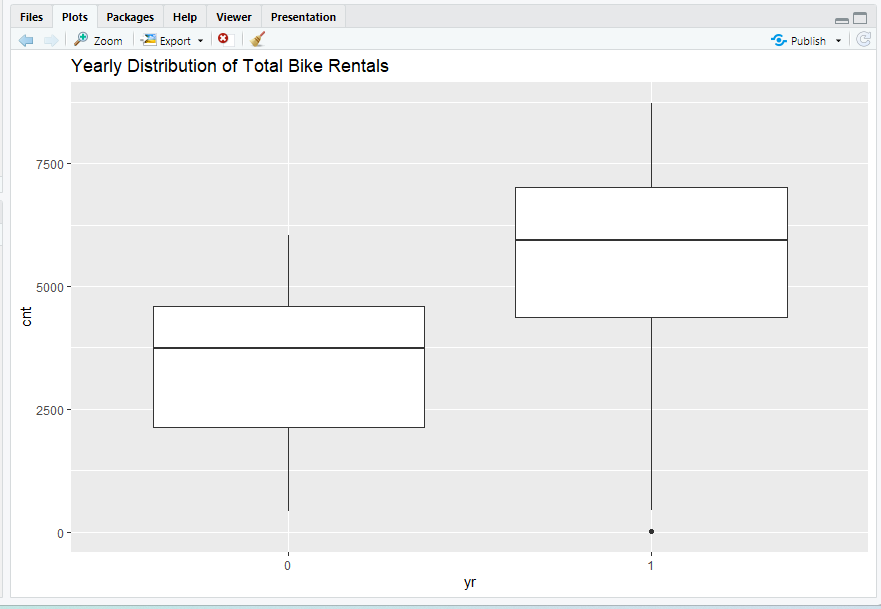 Files Plots Packages Help Viewer Presentation
Zoom Export Publish
Yearly Distribution of Total Bike Rentals
7500
5000
2500
0
cnt
0 1
yr